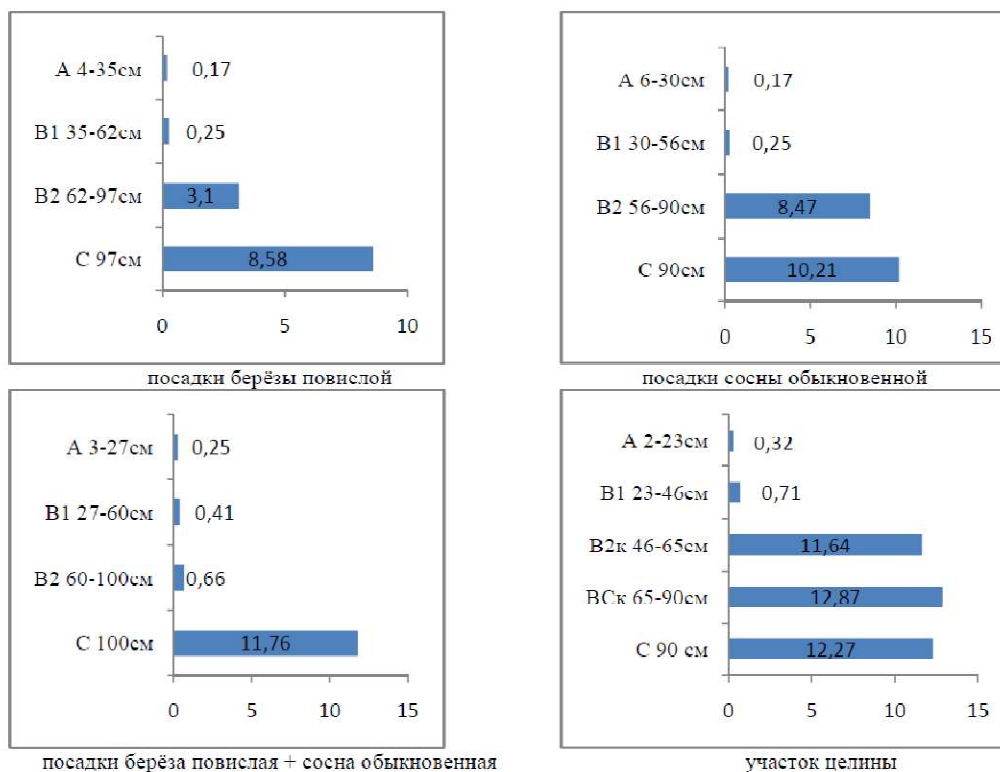 А 4-35см 0,17
В1 35-62см 0,25
В2 62-97см 3,1
С 97см 8,58
0 5 10
посадки берёзы повислой
А 6-30см 0,17
В1 30-56см 0,25
В2 56-90см 8,47
С 90см 10,21
0 5 10 15
посадки сосны обыкновенной
А 3-27см 0,25
В1 27-60см 0,41
В2 60-100см 0,66
С 100см 11,76
0 5 10 15
посадки берёза повислая + сосна обыкновенная
А 2-23см 0,32
В1 23-46см 0,71
В2к 46-65см 11,64
ВСк 65-90см 12,87
С 90 см 12,27
0 5 10 15
участок целины